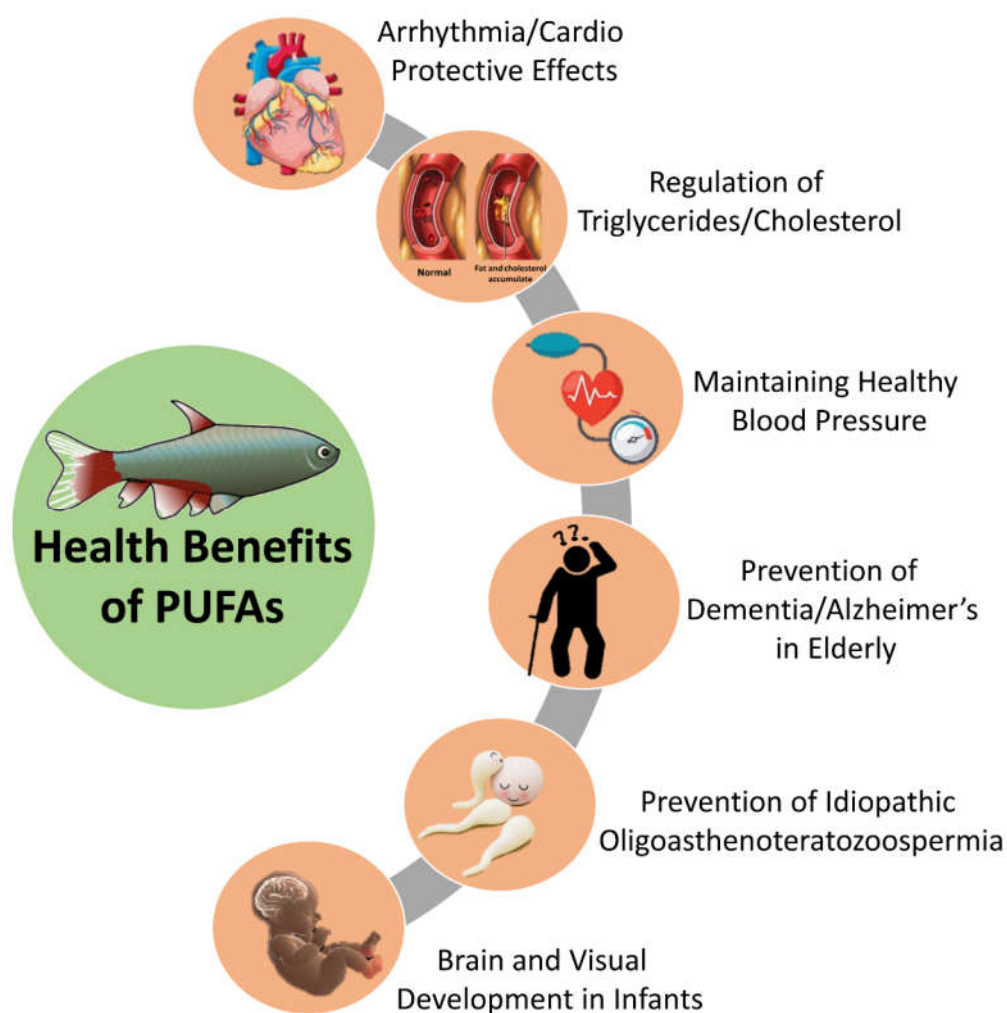 Arrhythmia/Cardio
Protective Effects
Normal
Fat and cholesterol
accumulate
Regulation of
Triglycerides/Cholesterol
Maintaining Healthy
Blood Pressure
Health Benefits
of PUFAs
??.
Prevention of
Dementia/Alzheimer’s
in Elderly
Prevention of Idiopathic
Oligoasthenoteratozoospermia
Brain and Visual
Development in Infants